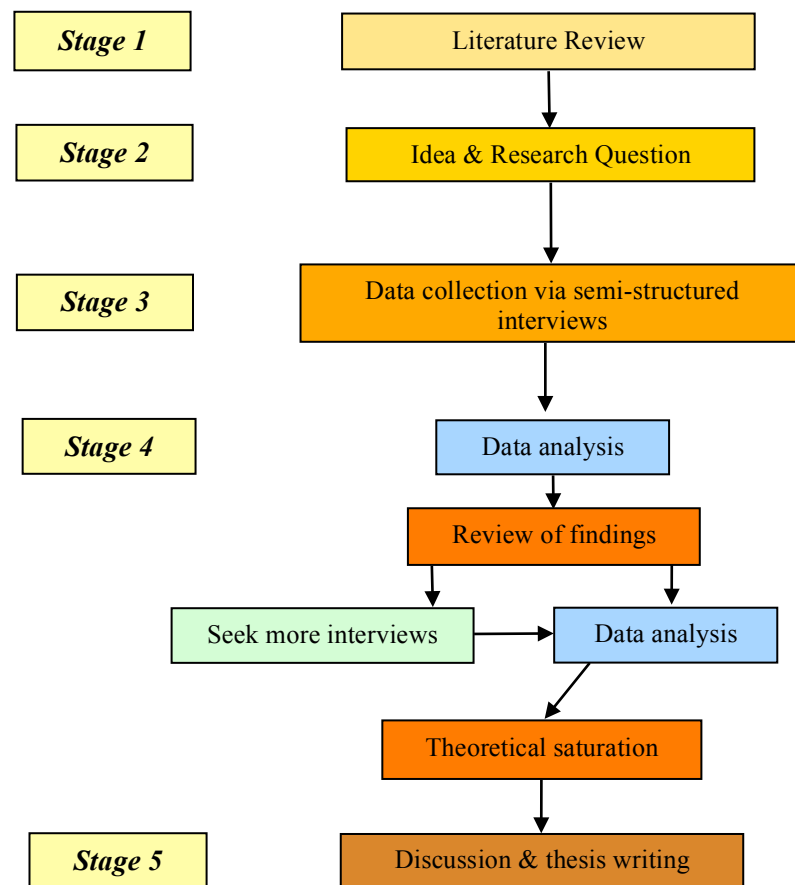 Stage 1
Literature Review
Stage 2
Idea & Research Question
Stage 3
Data collection via semi-structured
interviews
Stage 4
Data analysis
Review of findings
Seek more interviews
Data analysis
Theoretical saturation
Stage 5
Discussion & thesis writing